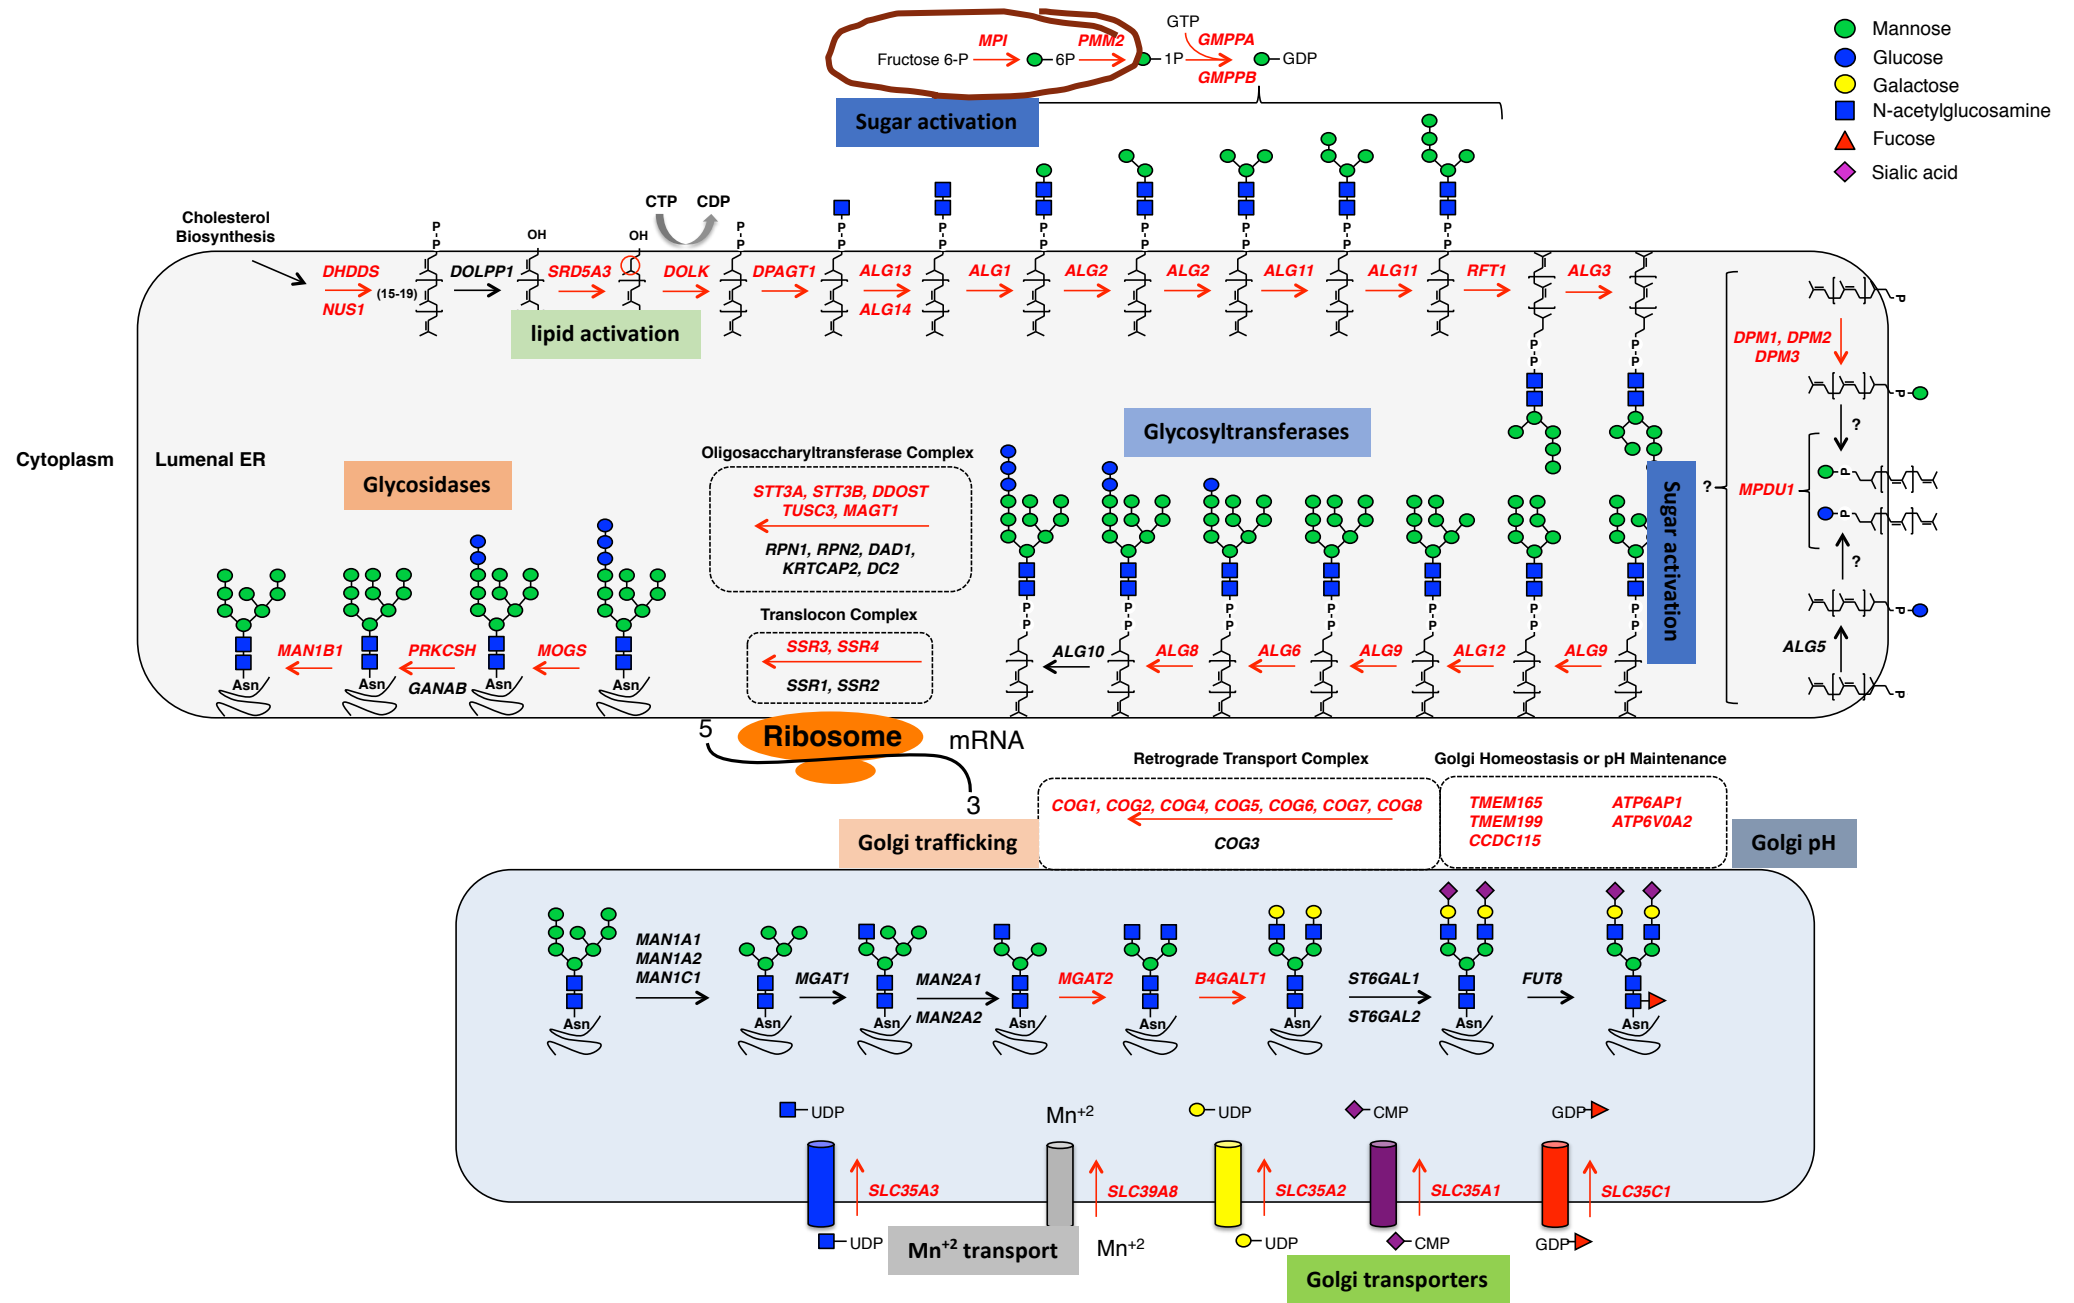 GTP
Fructose 6-P MPI 6P PMM2 1P GMPPA GDP
GMPPB
Sugar activation
Mannose
Glucose
Galactose
N-acetylglucosamine
Fucose
Sialic acid
Cholesterol
Biosynthesis
CTP CDP
P P P P P P P P P
P OH OH P P P P P P P P
DHDDS
NUS1
(15-19)
DOLPP1
SRD5A3
DOLK
DPAGT1
ALG13
ALG14
ALG1
ALG2
ALG2
ALG11
ALG11
RFT1
ALG3
lipid activation
P P
P P
P
DPM1, DPM2
DPM3
P
?
P
MPDU1
?
P
?
P
ALG5
P
Cytoplasm
Lumenal ER
Glycosidases
Glycosyltransferases
Sugar activation
Oligosaccharyltransferase Complex
STT3A, STT3B, DDOST
TUSC3, MAGT1
RPN1, RPN2, DAD1,
KRTCAP2, DC2
Translocon Complex
SSR3, SSR4
SSR1, SSR2
P P P P P P P
P P P P P P P
ALG10
ALG8
ALG6
ALG9
ALG12
ALG9
MAN1B1
PRKCSH
GANAB
MOGS
Asn Asn Asn Asn
5
Ribosome
mRNA
3
Retrograde Transport Complex
COG1, COG2, COG4, COG5, COG6, COG7, COG8
COG3
Golgi Homeostasis or pH Maintenance
TMEM165 ATP6AP1
TMEM199 ATP6V0A2
CCDC115
Golgi trafficking
Golgi pH
MAN1A1
MAN1A2
MAN1C1
MGAT1
MAN2A1
MAN2A2
MGAT2
B4GALT1
ST6GAL1
ST6GAL2
FUT8
Asn Asn Asn Asn Asn Asn Asn Asn
UDP Mn+2 UDP CMP GDP
SLC35A3 SLC39A8 SLC35A2 SLC35A1 SLC35C1
UDP Mn+2 UDP CMP GDP
Mn+2 transport
Golgi transporters